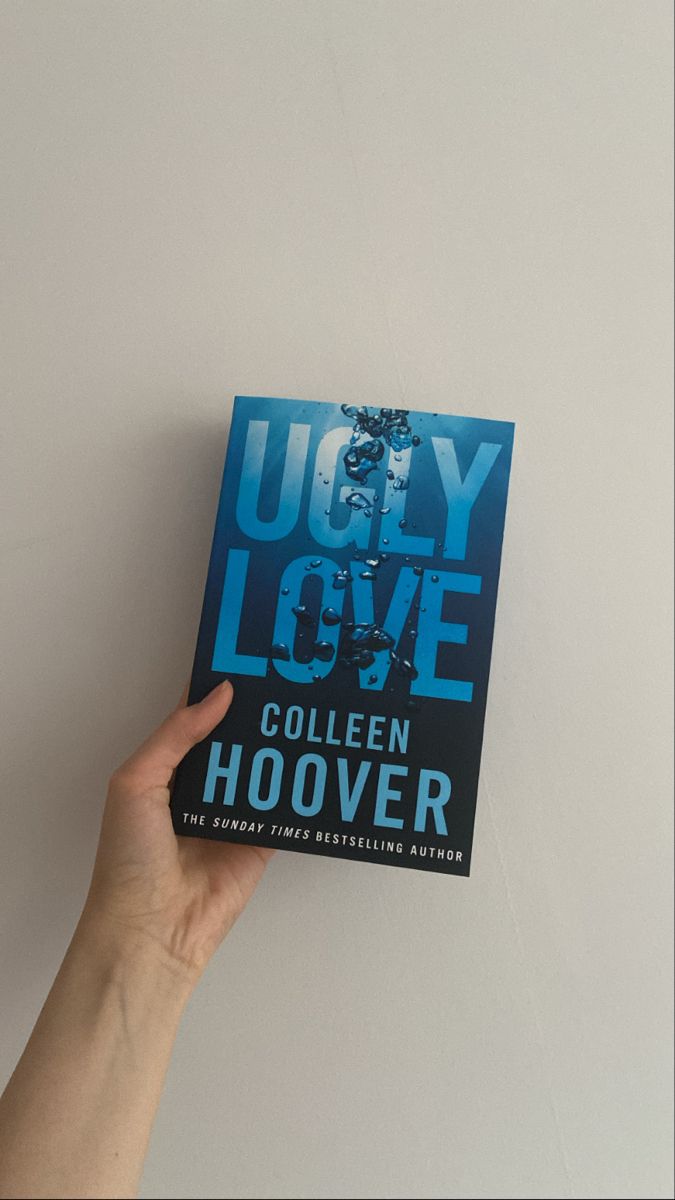 UGLY
LOVE
COLLEEN
HOOVER
THE SUNDAY TIMES BESTSELLING AUTHOR